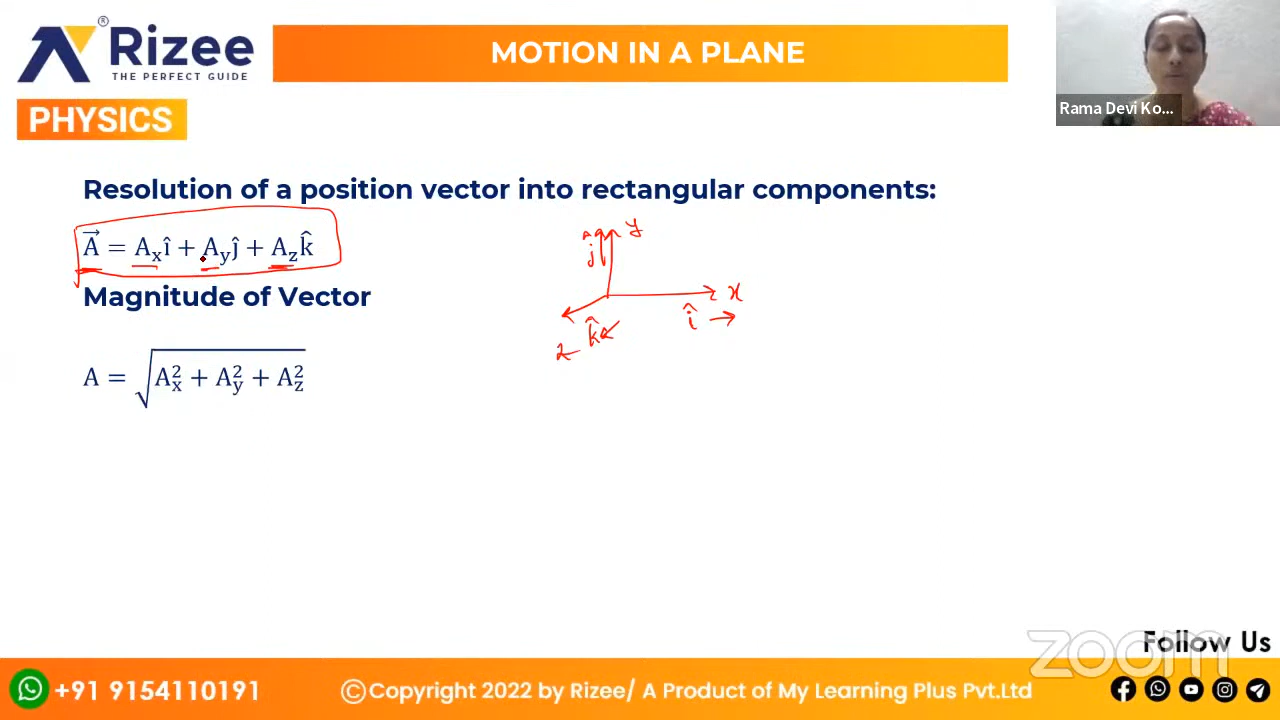 Rizee®
THE PERFECT GUIDE
MOTION IN A PLANE
Rama Devi Ko...
PHYSICS
Resolution of a position vector into rectangular components:
A⃗ = Aₓî + Aᵧĵ + A_z k̂
y
ĵ
x
î
k̂
z
Magnitude of Vector
A = √(Aₓ² + Aᵧ² + A_z²)
Follow Us
zoom
+91 9154110191
©Copyright 2022 by Rizee/ A Product of My Learning Plus Pvt.Ltd